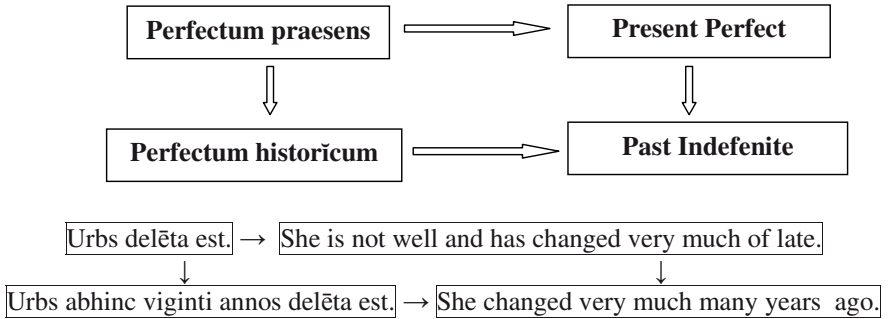 Perfectum praesens
Present Perfect
Perfectum historĭcum
Past Indefenite
Urbs delēta est. → She is not well and has changed very much of late.
Urbs abhinc viginti annos delēta est. → She changed very much many years ago.